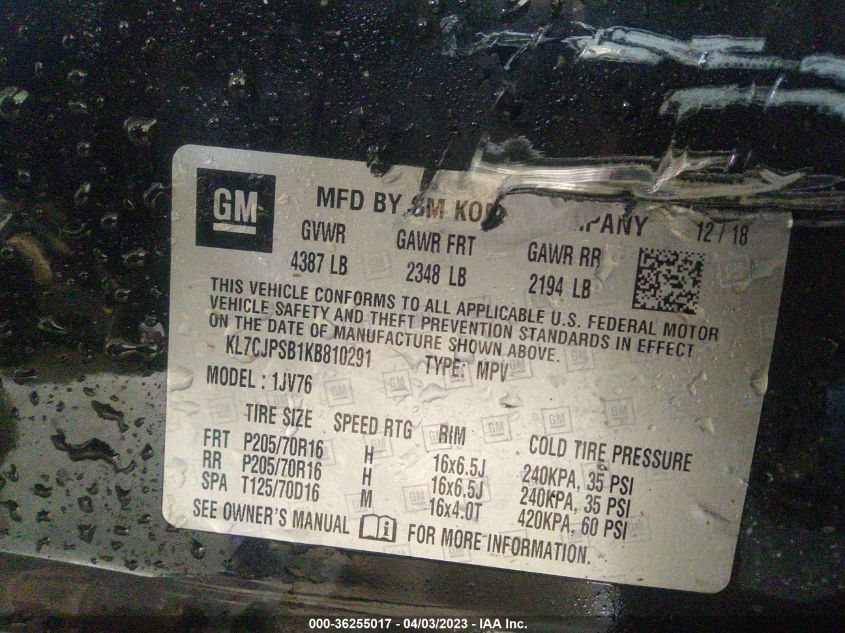 GM
MFD BY GM KOR MPANY 12 / 18
GVWR GAWR FRT GAWR RR
4387 LB 2348 LB 2194 LB
THIS VEHICLE CONFORMS TO ALL APPLICABLE U.S. FEDERAL MOTOR
VEHICLE SAFETY AND THEFT PREVENTION STANDARDS IN EFFECT
ON THE DATE OF MANUFACTURE SHOWN ABOVE.
KL7CJPSB1KB810291 TYPE: MPV
MODEL : 1JV76
TIRE SIZE SPEED RTG RIM COLD TIRE PRESSURE
FRT P205/70R16 H 16x6.5J 240KPA, 35 PSI
RR P205/70R16 H 16x6.5J 240KPA, 35 PSI
SPA T125/70D16 M 16x4.0T 420KPA, 60 PSI
SEE OWNER'S MANUAL FOR MORE INFORMATION.
000-36255017 - 04/03/2023 - IAA Inc.